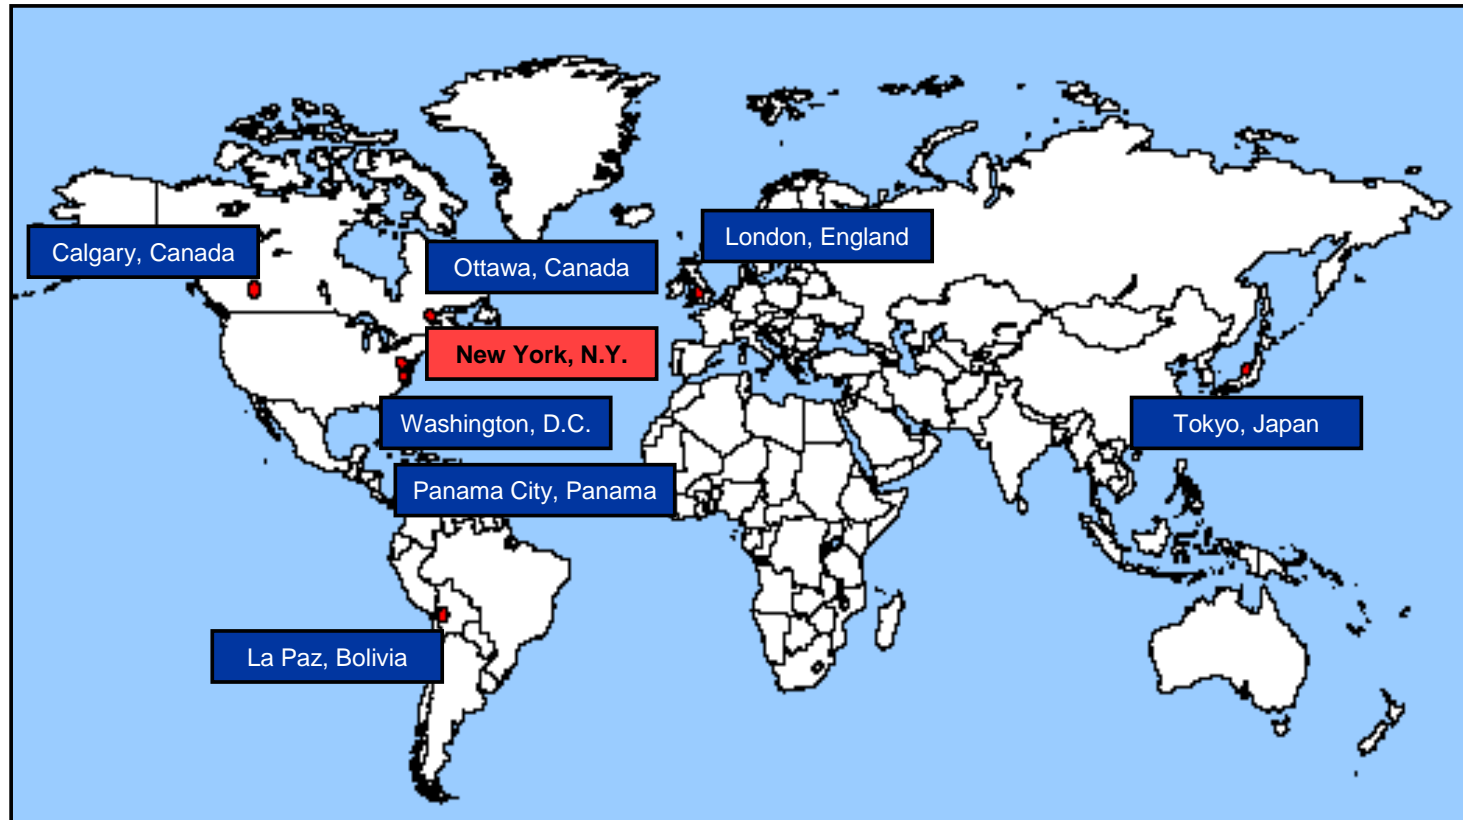 London, England
Calgary, Canada
Ottawa, Canada
New York, N.Y.
Washington, D.C.
Tokyo, Japan
Panama City, Panama
La Paz, Bolivia